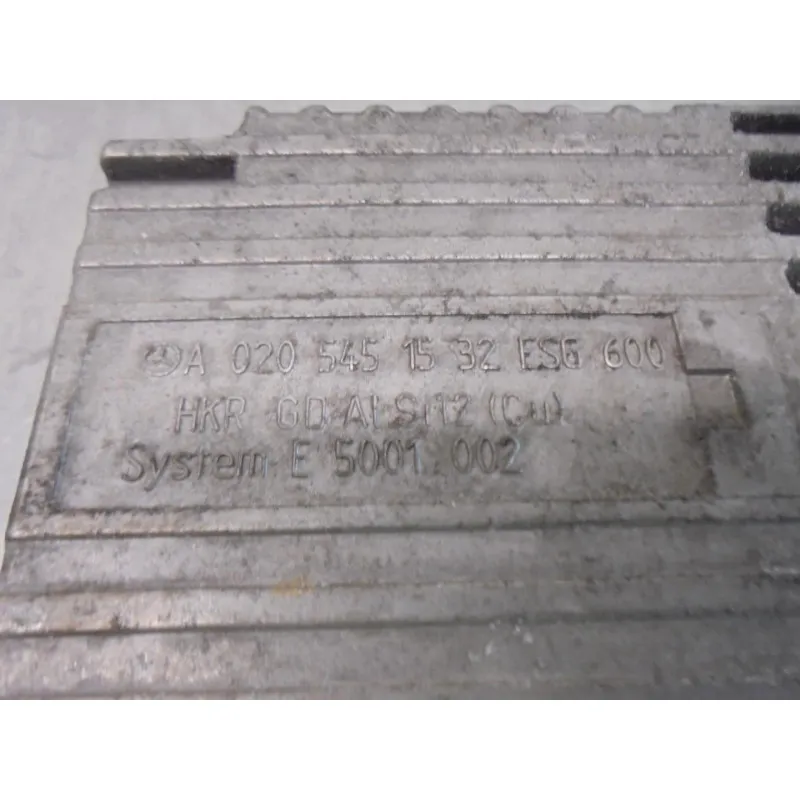 A 020 545 15 32 ESG 600
HKR GD AlSi12 (Cu)
System E 5001.002